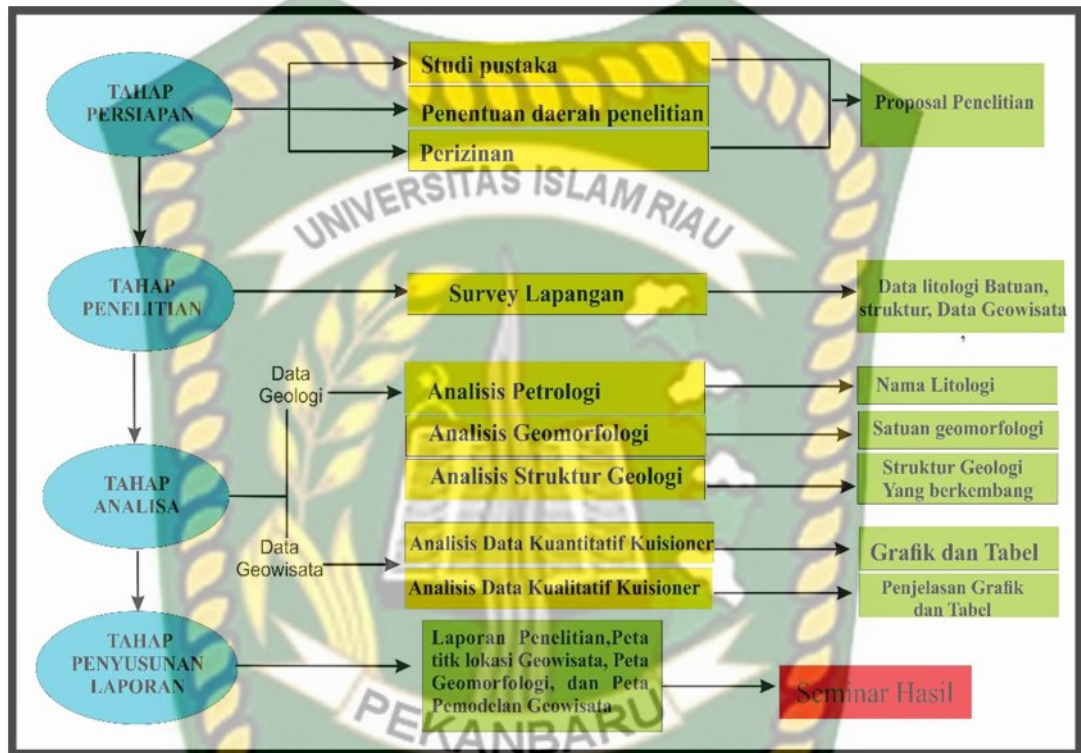 TAHAP
PERSIAPAN
Studi pustaka
Penentuan daerah penelitian
Perizinan
Proposal Penelitian
UNIVERSITAS ISLAM RIAU
TAHAP
PENELITIAN
Survey Lapangan
Data litologi Batuan,
struktur, Data Geowisata
,
Data
Geologi
Analisis Petrologi
Nama Litologi
Analisis Geomorfologi
Satuan geomorfologi
Analisis Struktur Geologi
Struktur Geologi
Yang berkembang
TAHAP
ANALISA
Data
Geowisata
Analisis Data Kuantitatif Kuisioner
Grafik dan Tabel
Analisis Data Kualitatif Kuisioner
Penjelasan Grafik
dan Tabel
TAHAP
PENYUSUNAN
LAPORAN
Laporan Penelitian,Peta
titk lokasi Geowisata, Peta
Geomorfologi, dan Peta
Pemodelan Geowisata
Seminar Hasil
PEKANBARU